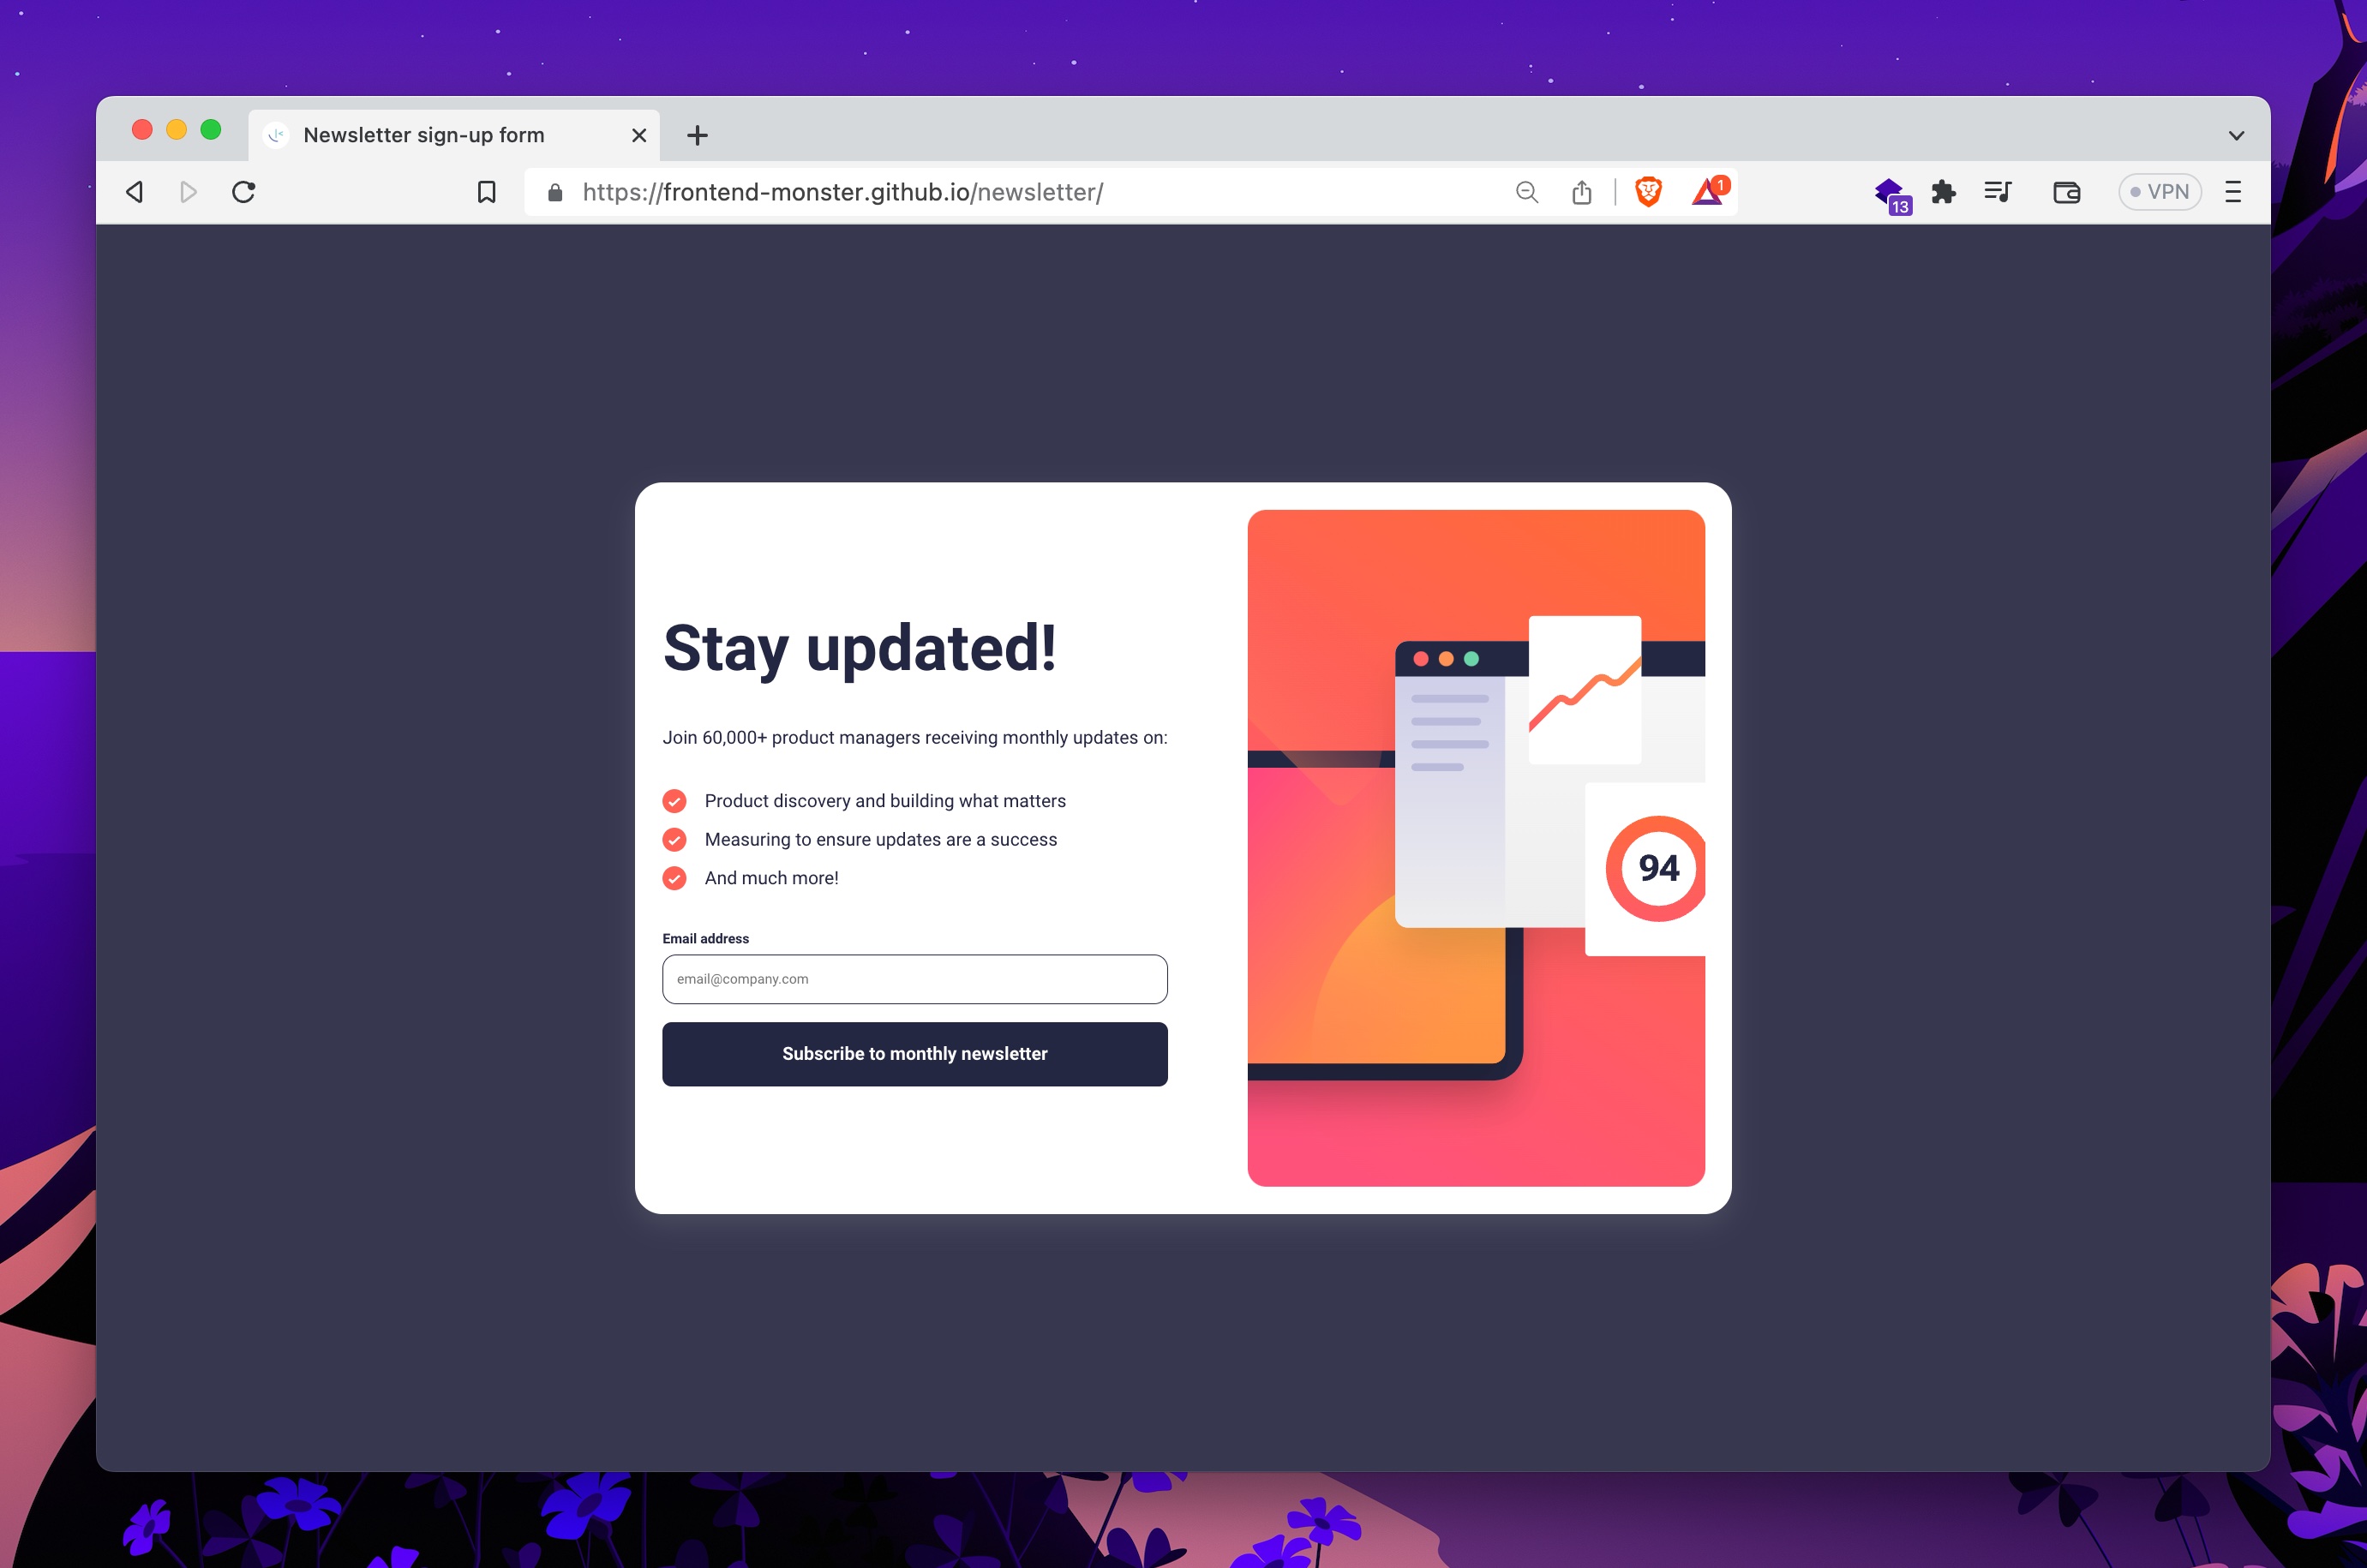 Newsletter sign-up form
https://frontend-monster.github.io/newsletter/
1
13
VPN
Stay updated!
Join 60,000+ product managers receiving monthly updates on:
Product discovery and building what matters
Measuring to ensure updates are a success
And much more!
Email address
email@company.com
Subscribe to monthly newsletter
94